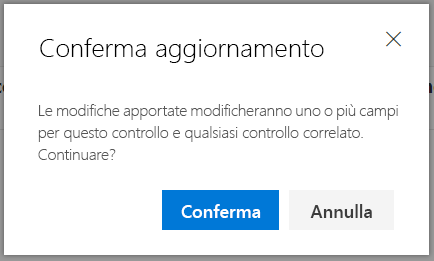 Conferma aggiornamento
Le modifiche apportate modificheranno uno o più campi
per questo controllo e qualsiasi controllo correlato.
Continuare?
Conferma
Annulla